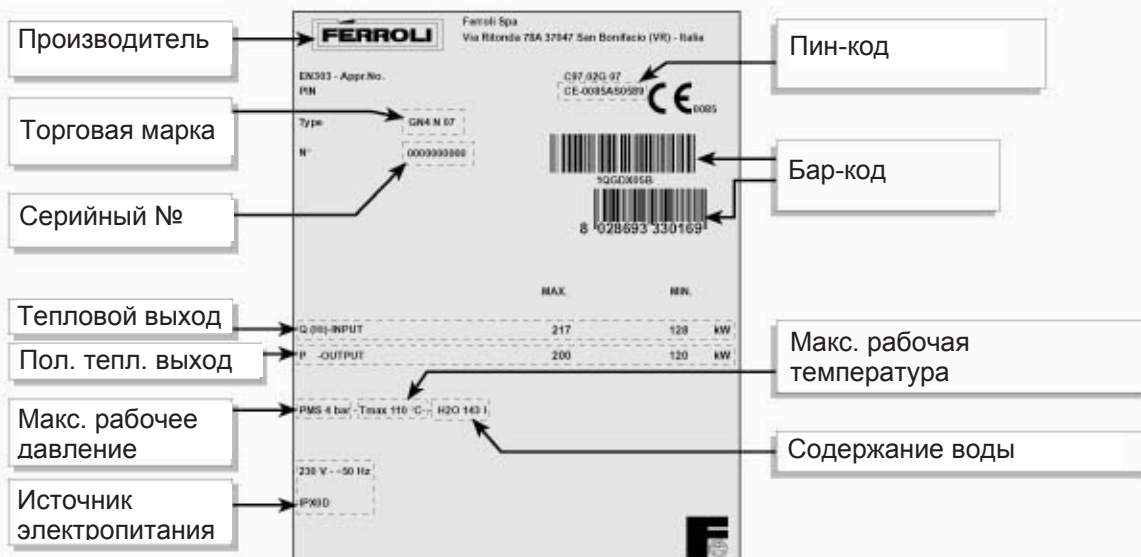 Производитель
Торговая марка
Серийный №
Тепловой выход
Пол. тепл. выход
Макс. рабочее
давление
Источник
электропитания
FERROLI
Ferroli Spa
Via Ritonda 78A 37047 San Bonifacio (VR) - Italia
EN303 - Appr.No.
C97.02G 07
PIN
CE-0085AS0589
CE
0085
Type
GN4 N 07
N°
0000000000
1QGDX05B
8 028693 330169
MAX.
MIN.
Q (Hi)-INPUT
217
128
kW
P -OUTPUT
200
120
kW
PMS 4 bar - Tmax 110 °C - H2O 143 l
230 V - ~50 Hz
IPX0D
Пин-код
Бар-код
Макс. рабочая
температура
Содержание воды